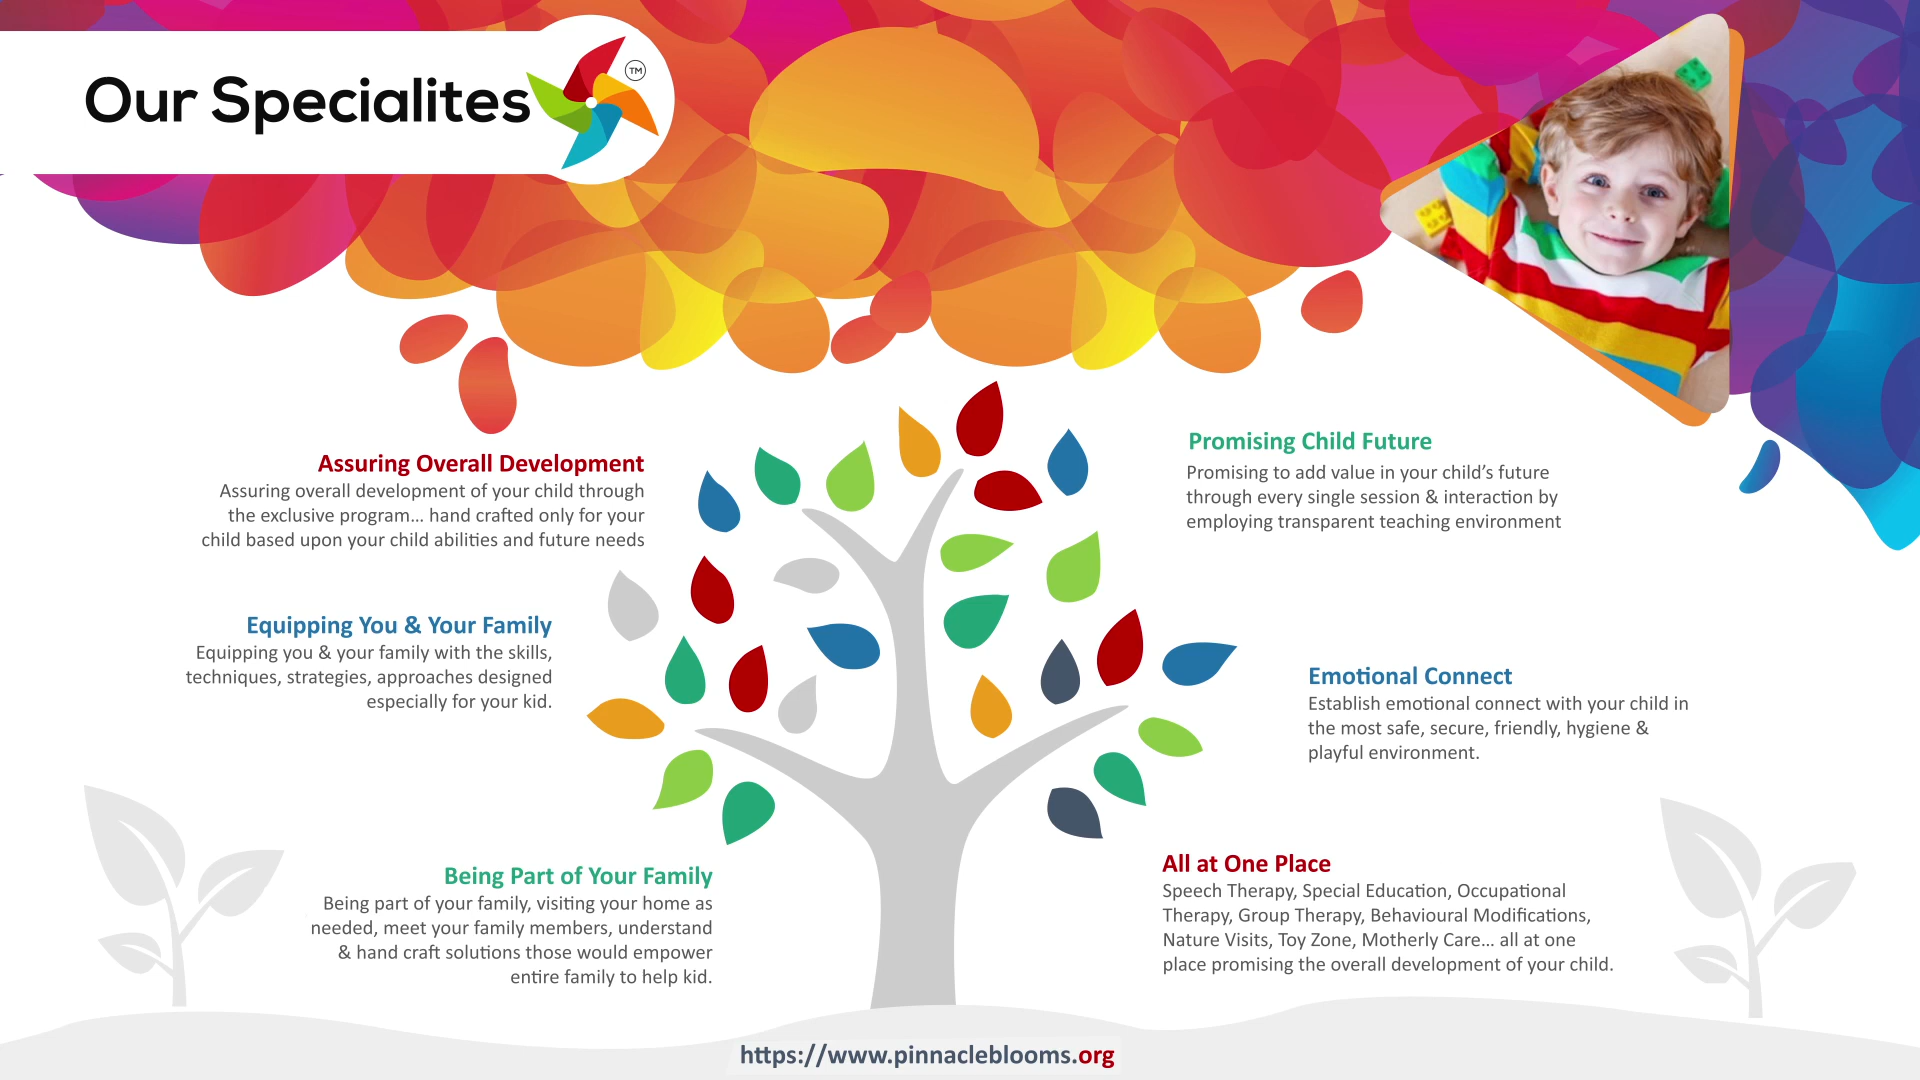 Our Specialites
TM
Assuring Overall Development
Assuring overall development of your child through
the exclusive program... hand crafted only for your
child based upon your child abilities and future needs
Equipping You & Your Family
Equipping you & your family with the skills,
techniques, strategies, approaches designed
especially for your kid.
Being Part of Your Family
Being part of your family, visiting your home as
needed, meet your family members, understand
& hand craft solutions those would empower
entire family to help kid.
Promising Child Future
Promising to add value in your child’s future
through every single session & interaction by
employing transparent teaching environment
Emotional Connect
Establish emotional connect with your child in
the most safe, secure, friendly, hygiene &
playful environment.
All at One Place
Speech Therapy, Special Education, Occupational
Therapy, Group Therapy, Behavioural Modifications,
Nature Visits, Toy Zone, Motherly Care... all at one
place promising the overall development of your child.
https://www.pinnacleblooms.org